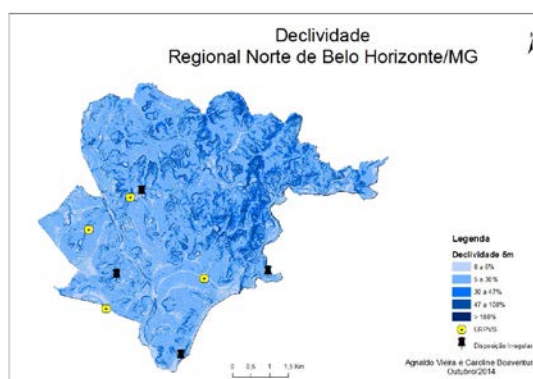 Declividade
Regional Norte de Belo Horizonte/MG
Legenda
Declividade 5m
0 a 5%
5 a 30%
30 a 47%
47 a 100%
> 100%
URPVS
Disposição Irregular
0 0,5 1 1,5 Km
Agnaldo Vieira e Caroline Boaventur
Outubro/2014